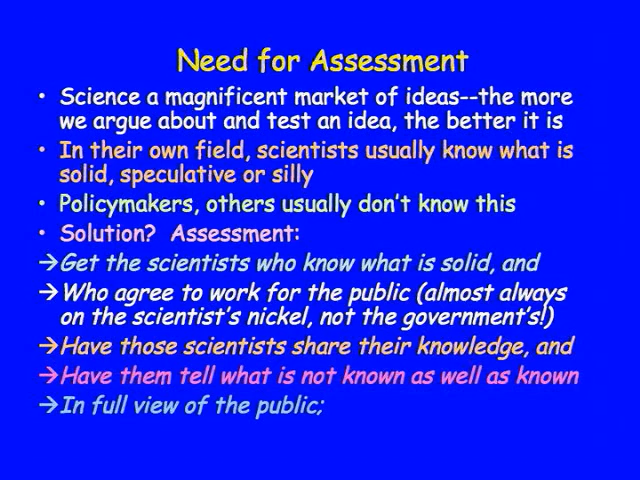 Need for Assessment
• Science a magnificent market of ideas--the more
we argue about and test an idea, the better it is
• In their own field, scientists usually know what is
solid, speculative or silly
• Policymakers, others usually don't know this
• Solution?  Assessment:
→Get the scientists who know what is solid, and
→Who agree to work for the public (almost always
on the scientist's nickel, not the government's!)
→Have those scientists share their knowledge, and
→Have them tell what is not known as well as known
→In full view of the public;